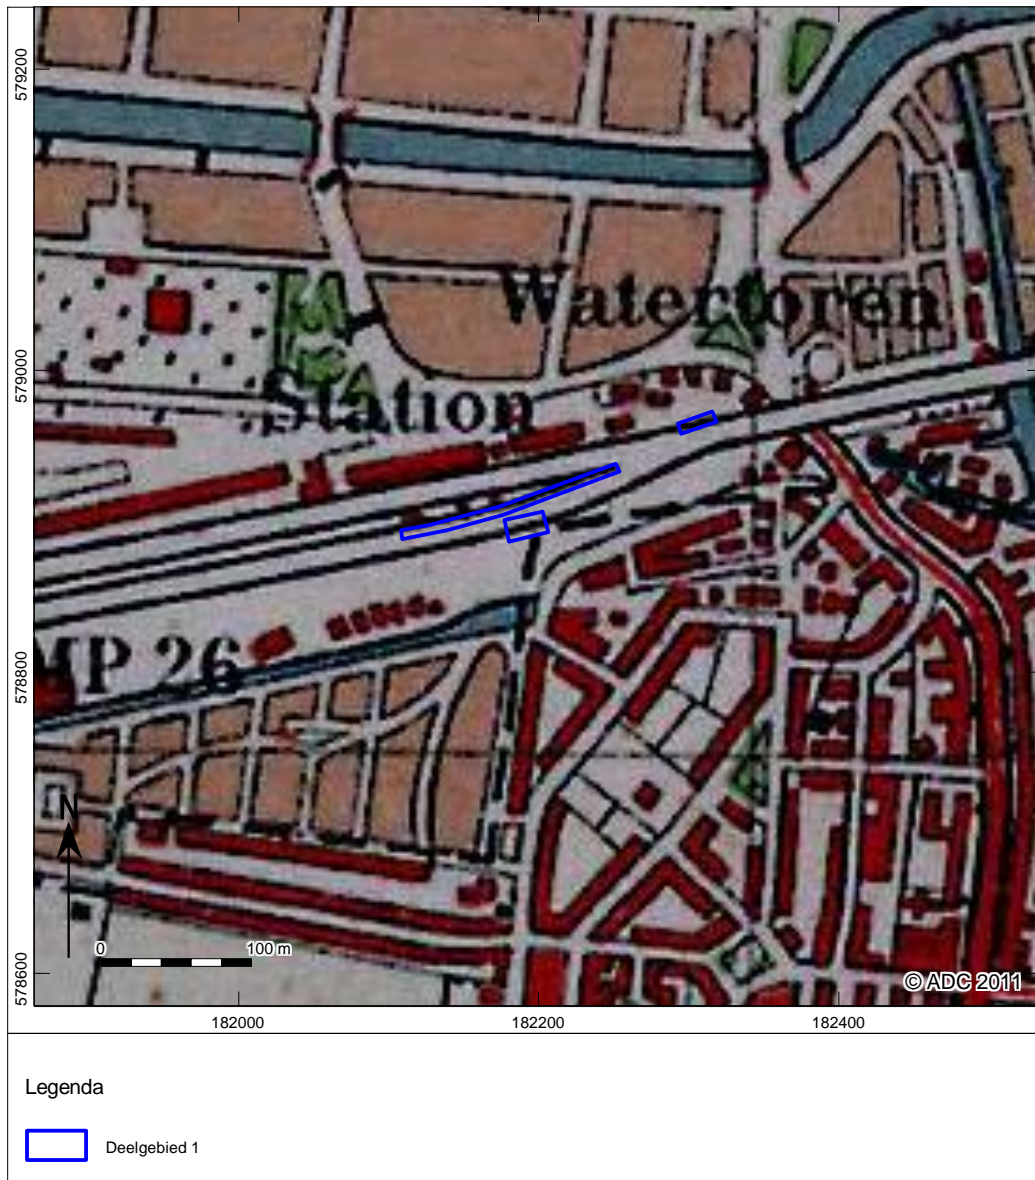 579200
Watertoren
579000
Station
578800
MP 26
N
0 100 m
578600
© ADC 2011
182000 182200 182400
Legenda
Deelgebied 1